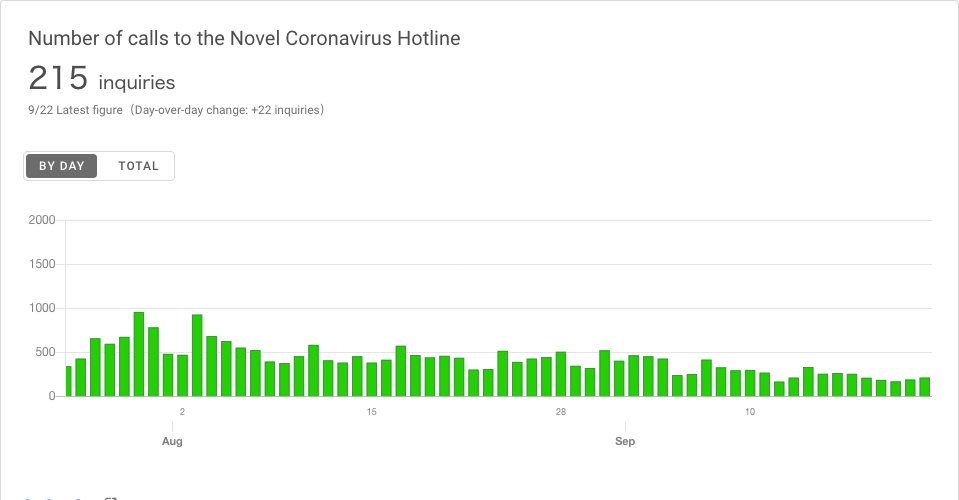 Number of calls to the Novel Coronavirus Hotline
215 inquiries
9/22 Latest figure（Day-over-day change: +22 inquiries）
BY DAY TOTAL
2000
1500
1000
500
0
2 15 28 10
Aug Sep